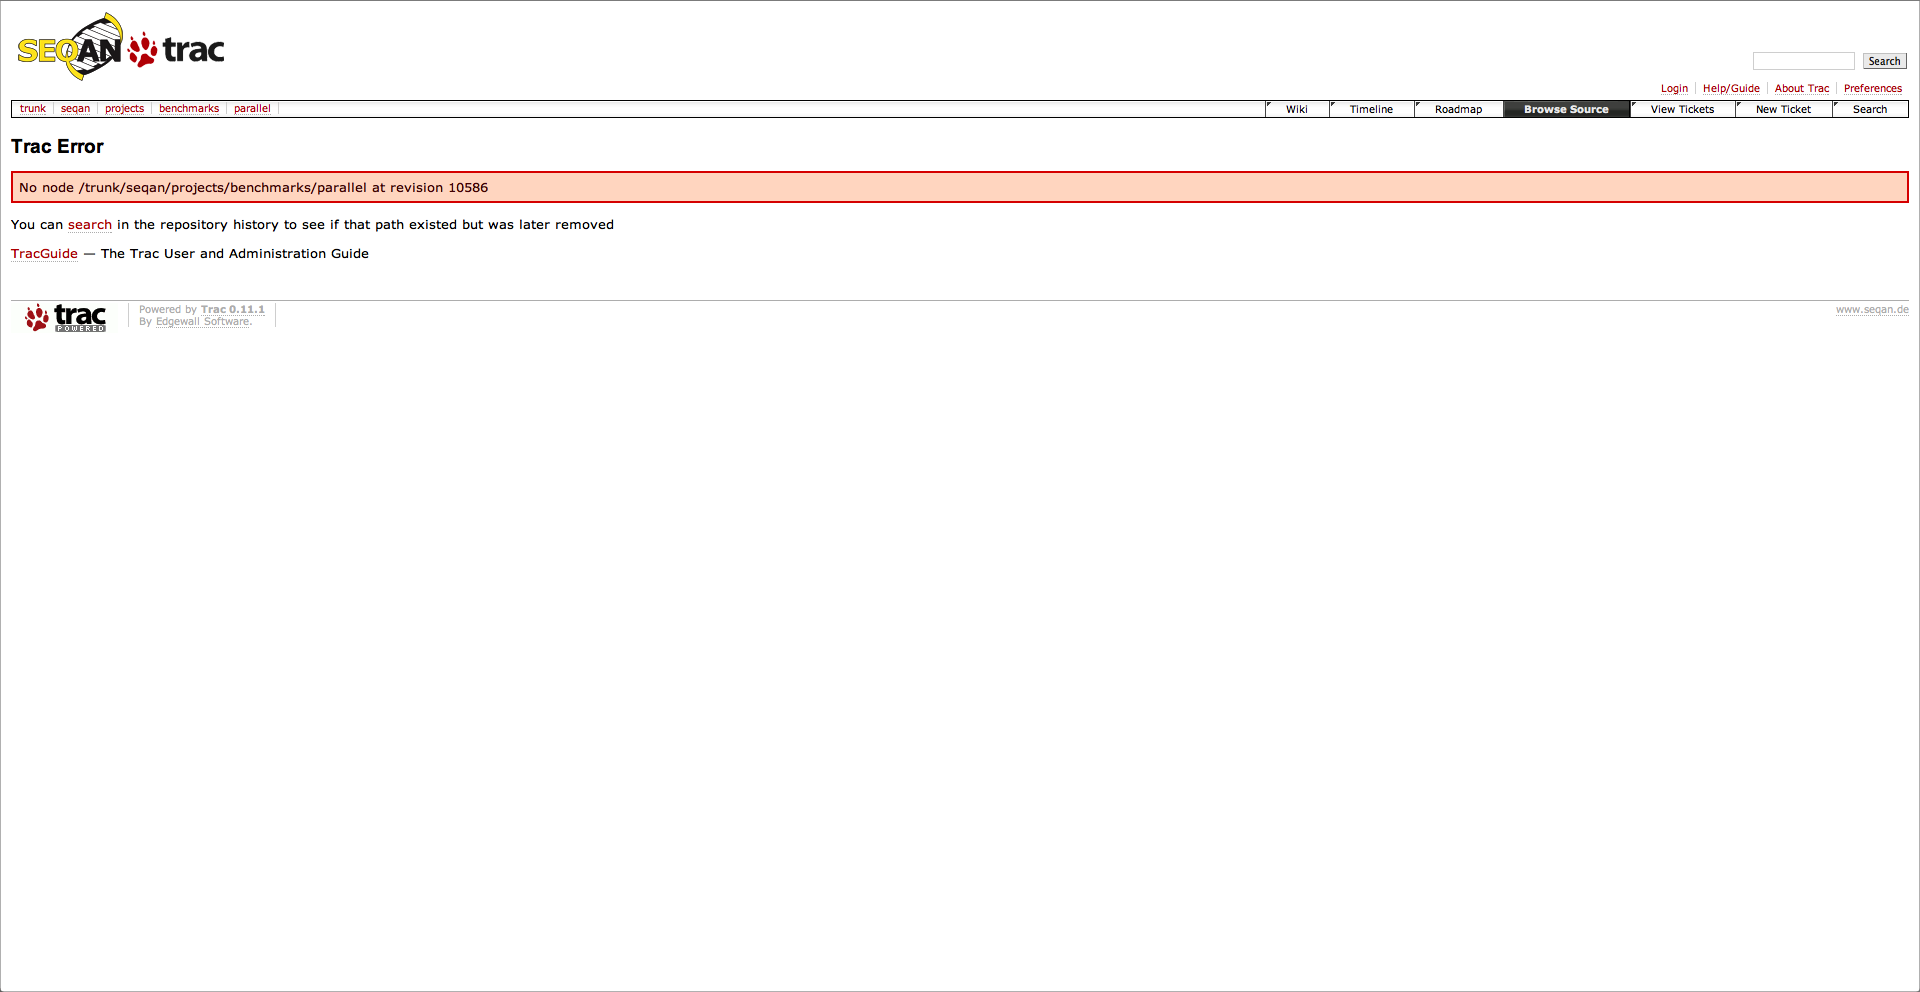 SEQAN trac
Search
Login Help/Guide About Trac Preferences
trunk seqan projects benchmarks parallel Wiki Timeline Roadmap Browse Source View Tickets New Ticket Search
Trac Error
No node /trunk/seqan/projects/benchmarks/parallel at revision 10586
You can search in the repository history to see if that path existed but was later removed
TracGuide — The Trac User and Administration Guide
trac POWERED
Powered by Trac 0.11.1
By Edgewall Software.
www.seqan.de